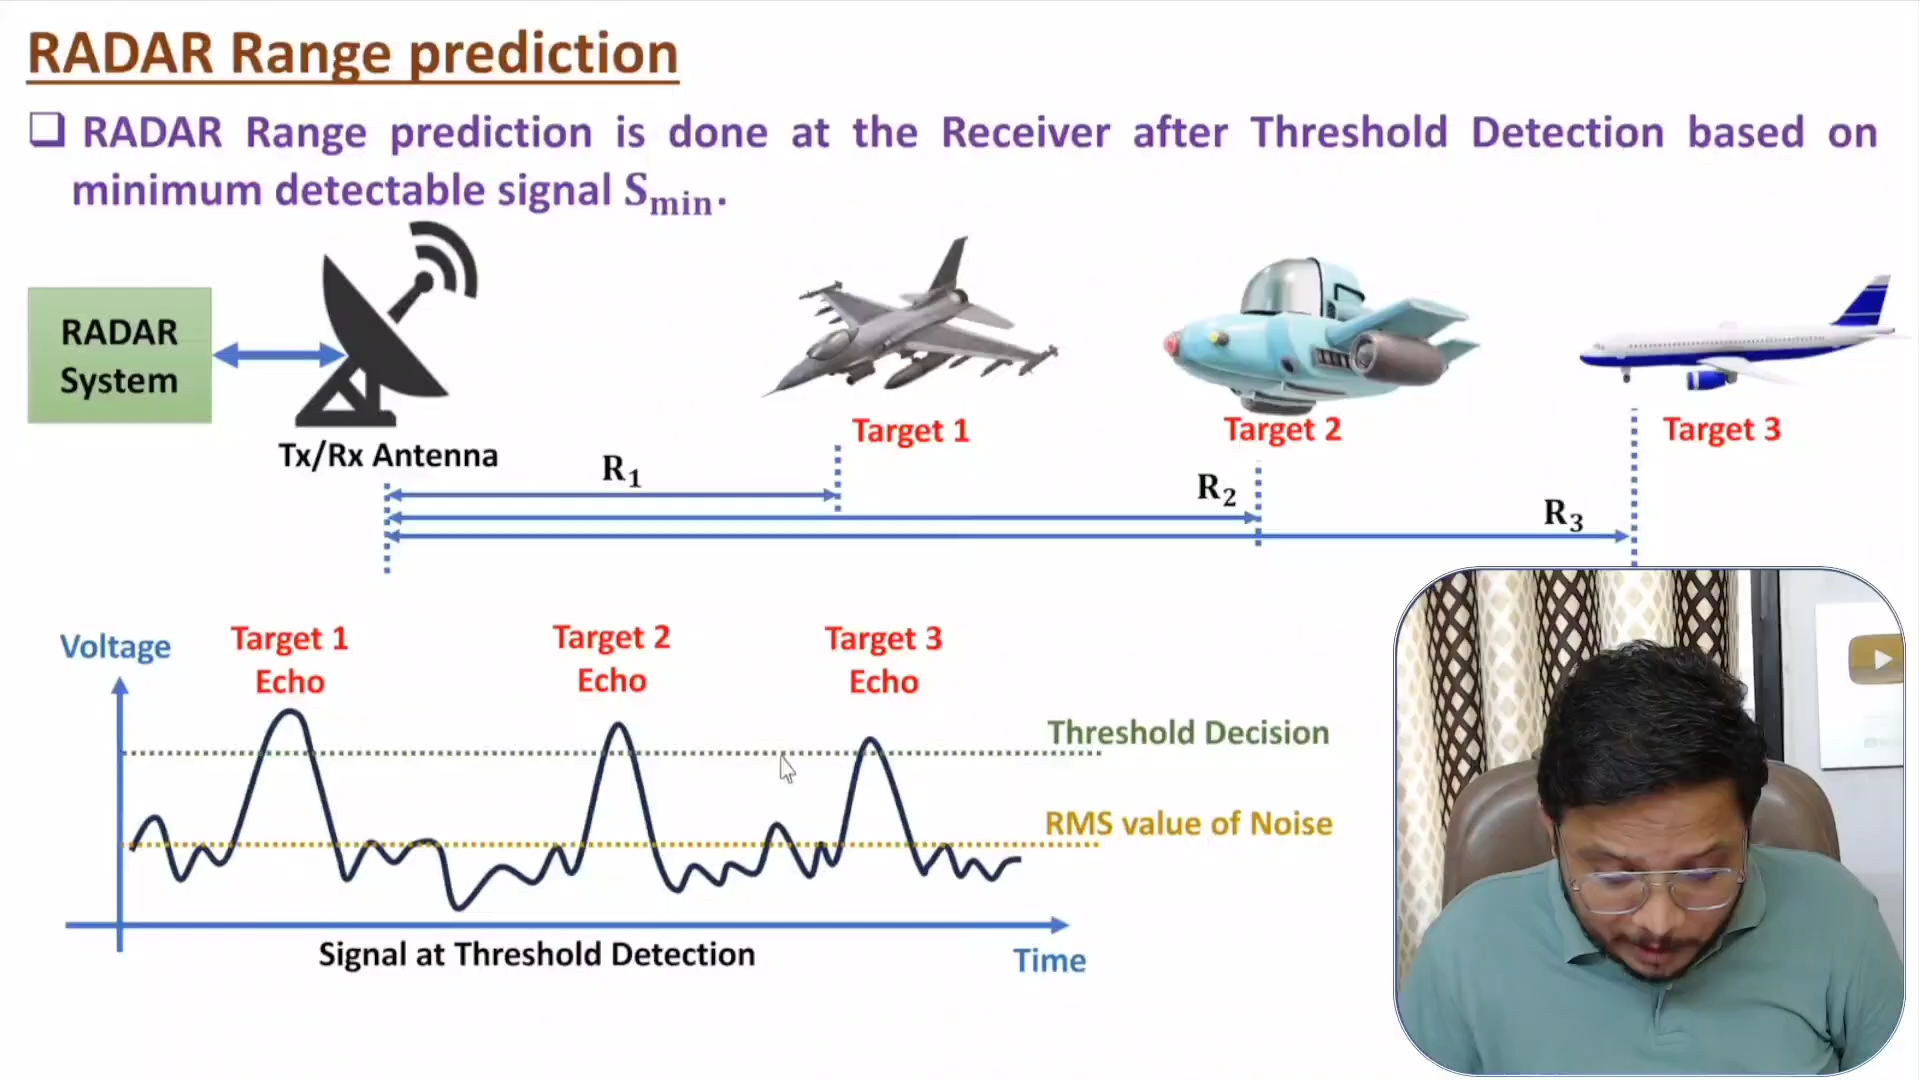 RADAR Range prediction
❑ RADAR Range prediction is done at the Receiver after Threshold Detection based on
minimum detectable signal Sₘᵢₙ.
RADAR
System
Tx/Rx Antenna
Target 1
Target 2
Target 3
R₁
R₂
R₃
Voltage
Target 1
Echo
Target 2
Echo
Target 3
Echo
Threshold Decision
RMS value of Noise
Signal at Threshold Detection
Time